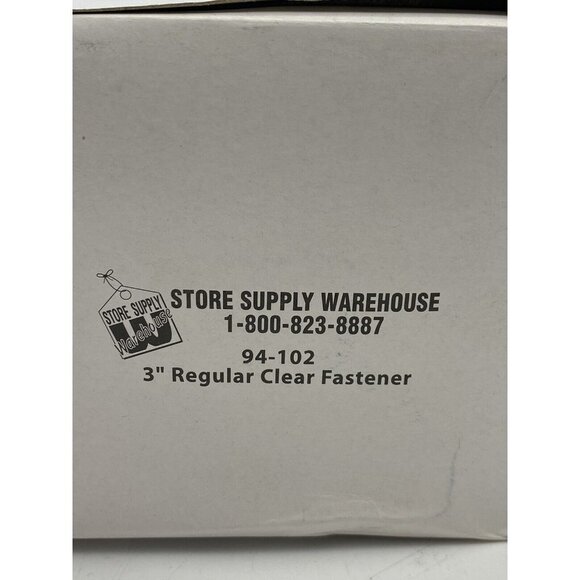 STORE SUPPLY
Warehouse
W
STORE SUPPLY WAREHOUSE
1-800-823-8887
94-102
3" Regular Clear Fastener